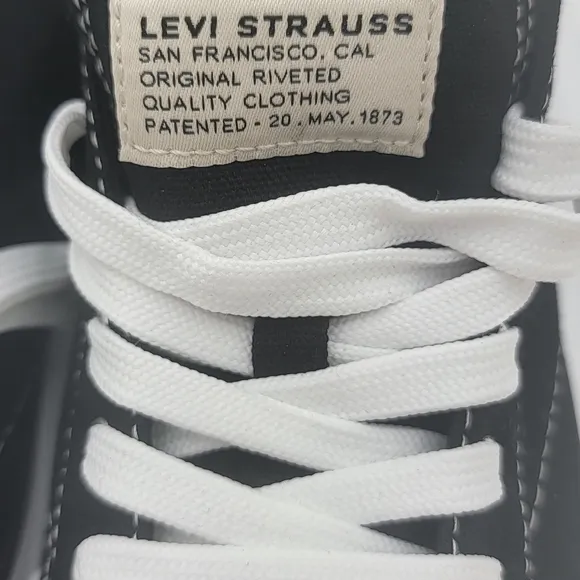 LEVI STRAUSS
SAN FRANCISCO, CAL
ORIGINAL RIVETED
QUALITY CLOTHING
PATENTED - 20. MAY. 1873